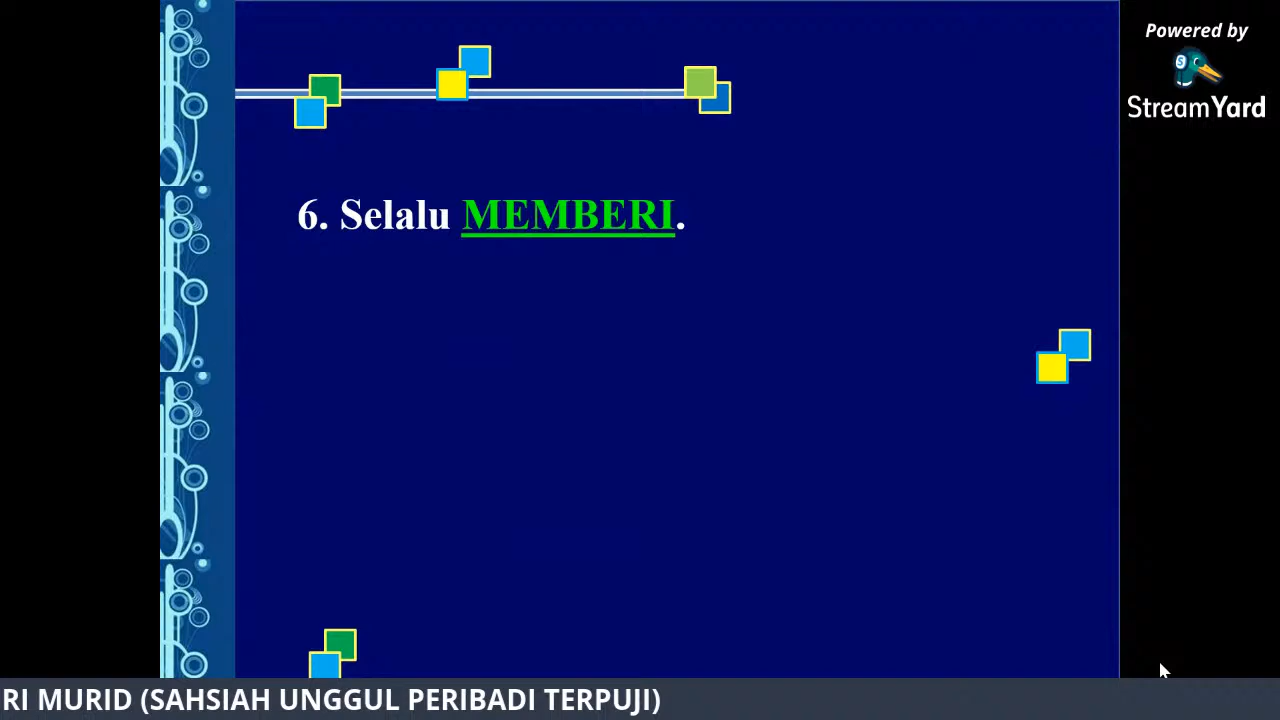 Powered by
StreamYard
6. Selalu MEMBERI.
RI MURID (SAHSIAH UNGGUL PERIBADI TERPUJI)